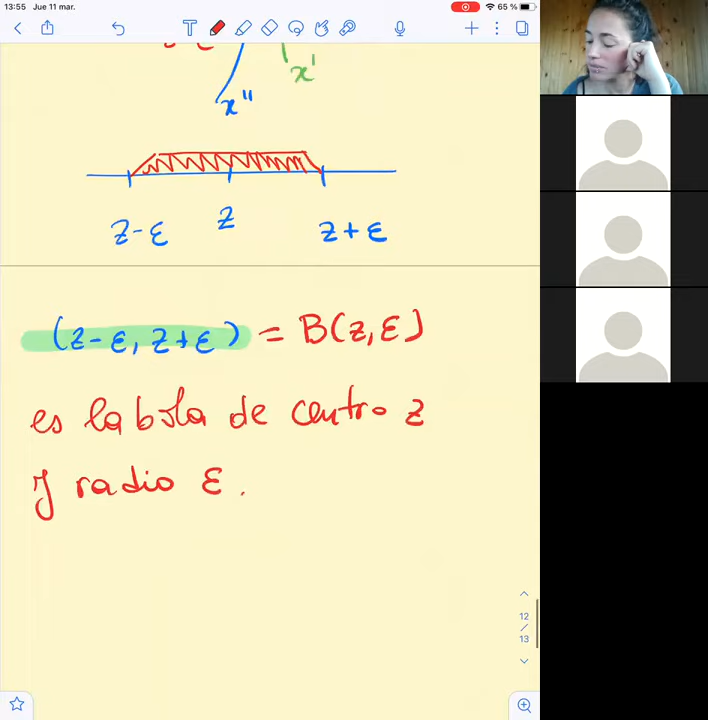 13:55 Jue 11 mar.
65 %
x'
x"
z-ε z z+ε
(z-ε, z+ε) = B(z,ε)
es la bola de centro z
y radio ε.
12
/
13